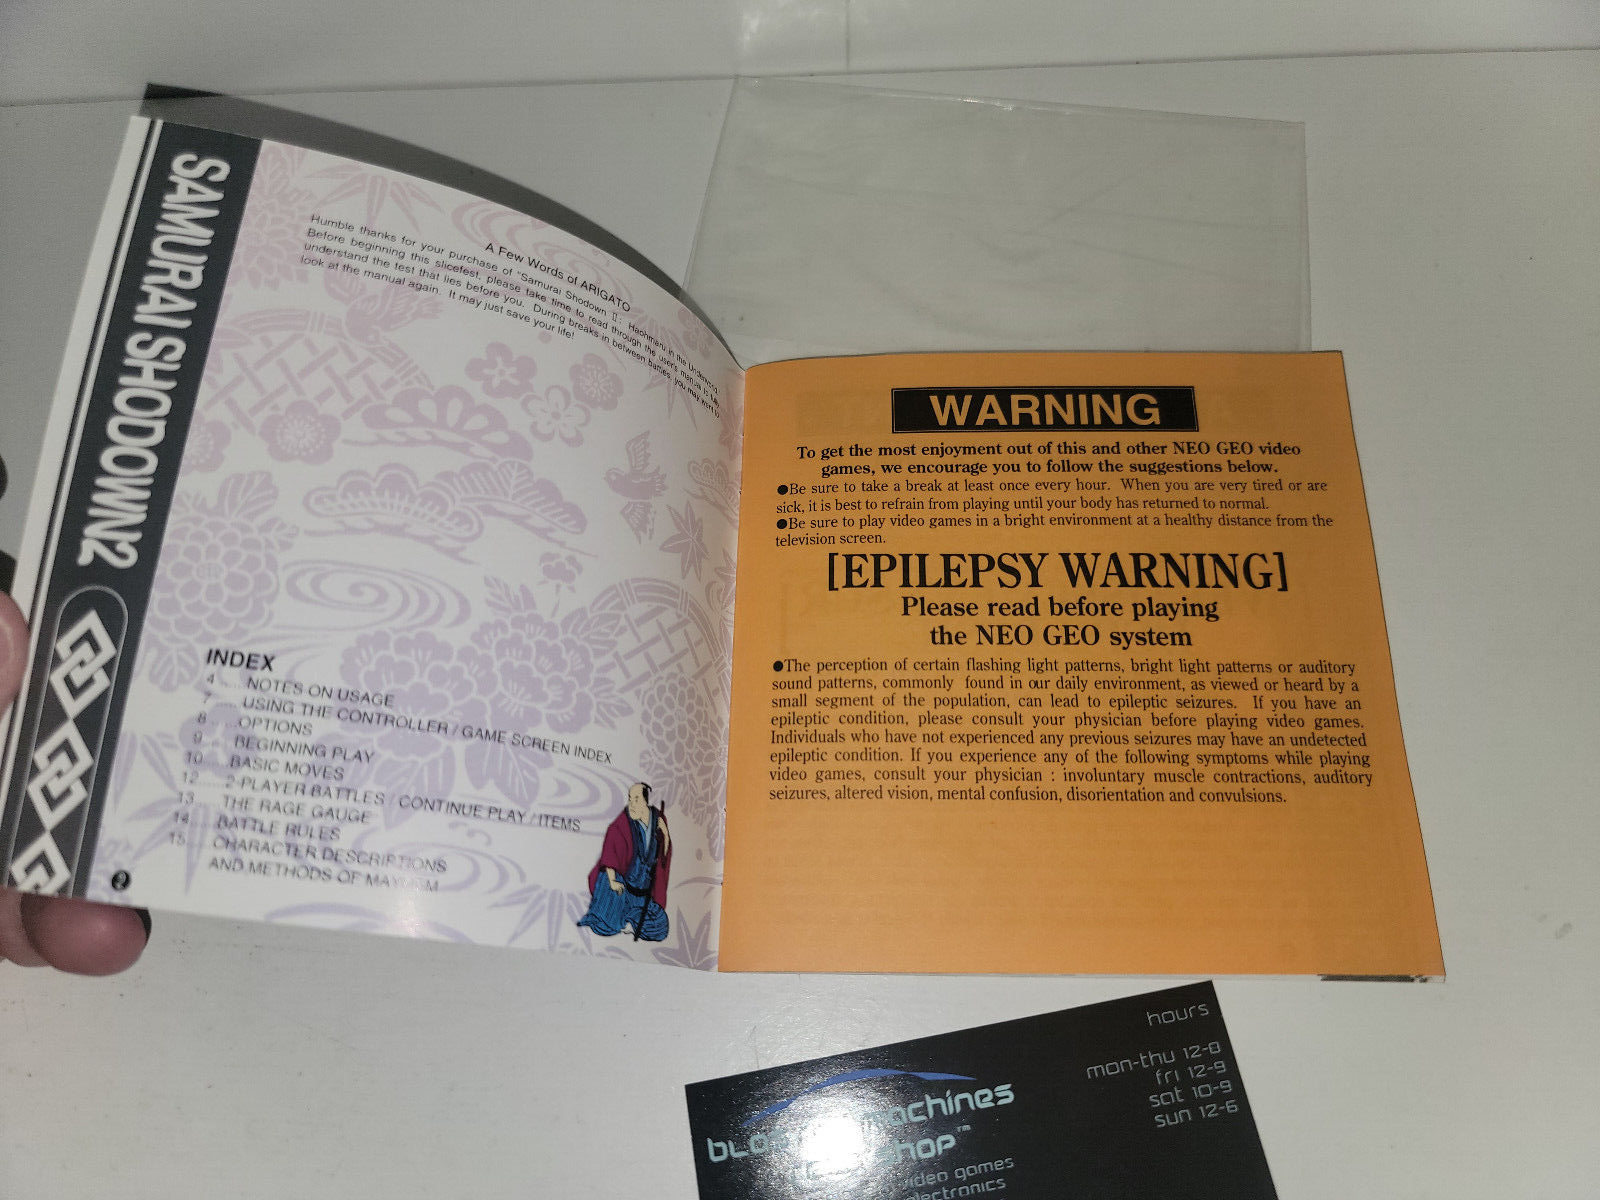 SAMURAI SHODOWN2
A Few Words of ARIGATO
Humble thanks for your purchase of "Samurai Shodown II: Haohmaru in the Underworld.
Before beginning this slicefest, please take time to read through the user's manual to fully
understand the test that lies before you. During breaks in between battles, you may want to
look at the manual again. It may just save your life!
INDEX
4 ..... NOTES ON USAGE
7 ..... USING THE CONTROLLER / GAME SCREEN INDEX
8 ..... OPTIONS
9 ..... BEGINNING PLAY
10 ..... BASIC MOVES
12 ..... 2-PLAYER BATTLES / CONTINUE PLAY / ITEMS
13 ..... THE RAGE GAUGE
14 ..... BATTLE RULES
15 ..... CHARACTER DESCRIPTIONS
AND METHODS OF MAYHEM
2
WARNING
To get the most enjoyment out of this and other NEO GEO video
games, we encourage you to follow the suggestions below.
●Be sure to take a break at least once every hour. When you are very tired or are
sick, it is best to refrain from playing until your body has returned to normal.
●Be sure to play video games in a bright environment at a healthy distance from the
television screen.
[EPILEPSY WARNING]
Please read before playing
the NEO GEO system
●The perception of certain flashing light patterns, bright light patterns or auditory
sound patterns, commonly found in our daily environment, as viewed or heard by a
small segment of the population, can lead to epileptic seizures. If you have an
epileptic condition, please consult your physician before playing video games.
Individuals who have not experienced any previous seizures may have an undetected
epileptic condition. If you experience any of the following symptoms while playing
video games, consult your physician : involuntary muscle contractions, auditory
seizures, altered vision, mental confusion, disorientation and convulsions.
hours
mon-thu 12-8
fri 12-9
sat 10-9
sun 12-6
machines
video games
electronics